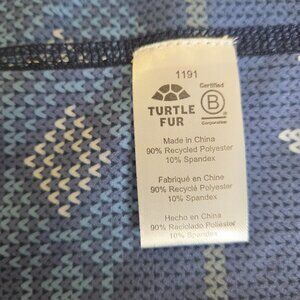 1191
TURTLE
FUR
Certified
B
Corporation
Made in China
90% Recycled Polyester
10% Spandex
Fabriqué en Chine
90% Recyclé Polyester
10% Spandex
Hecho en China
90% Reciclado Poliéster
10% Spandex